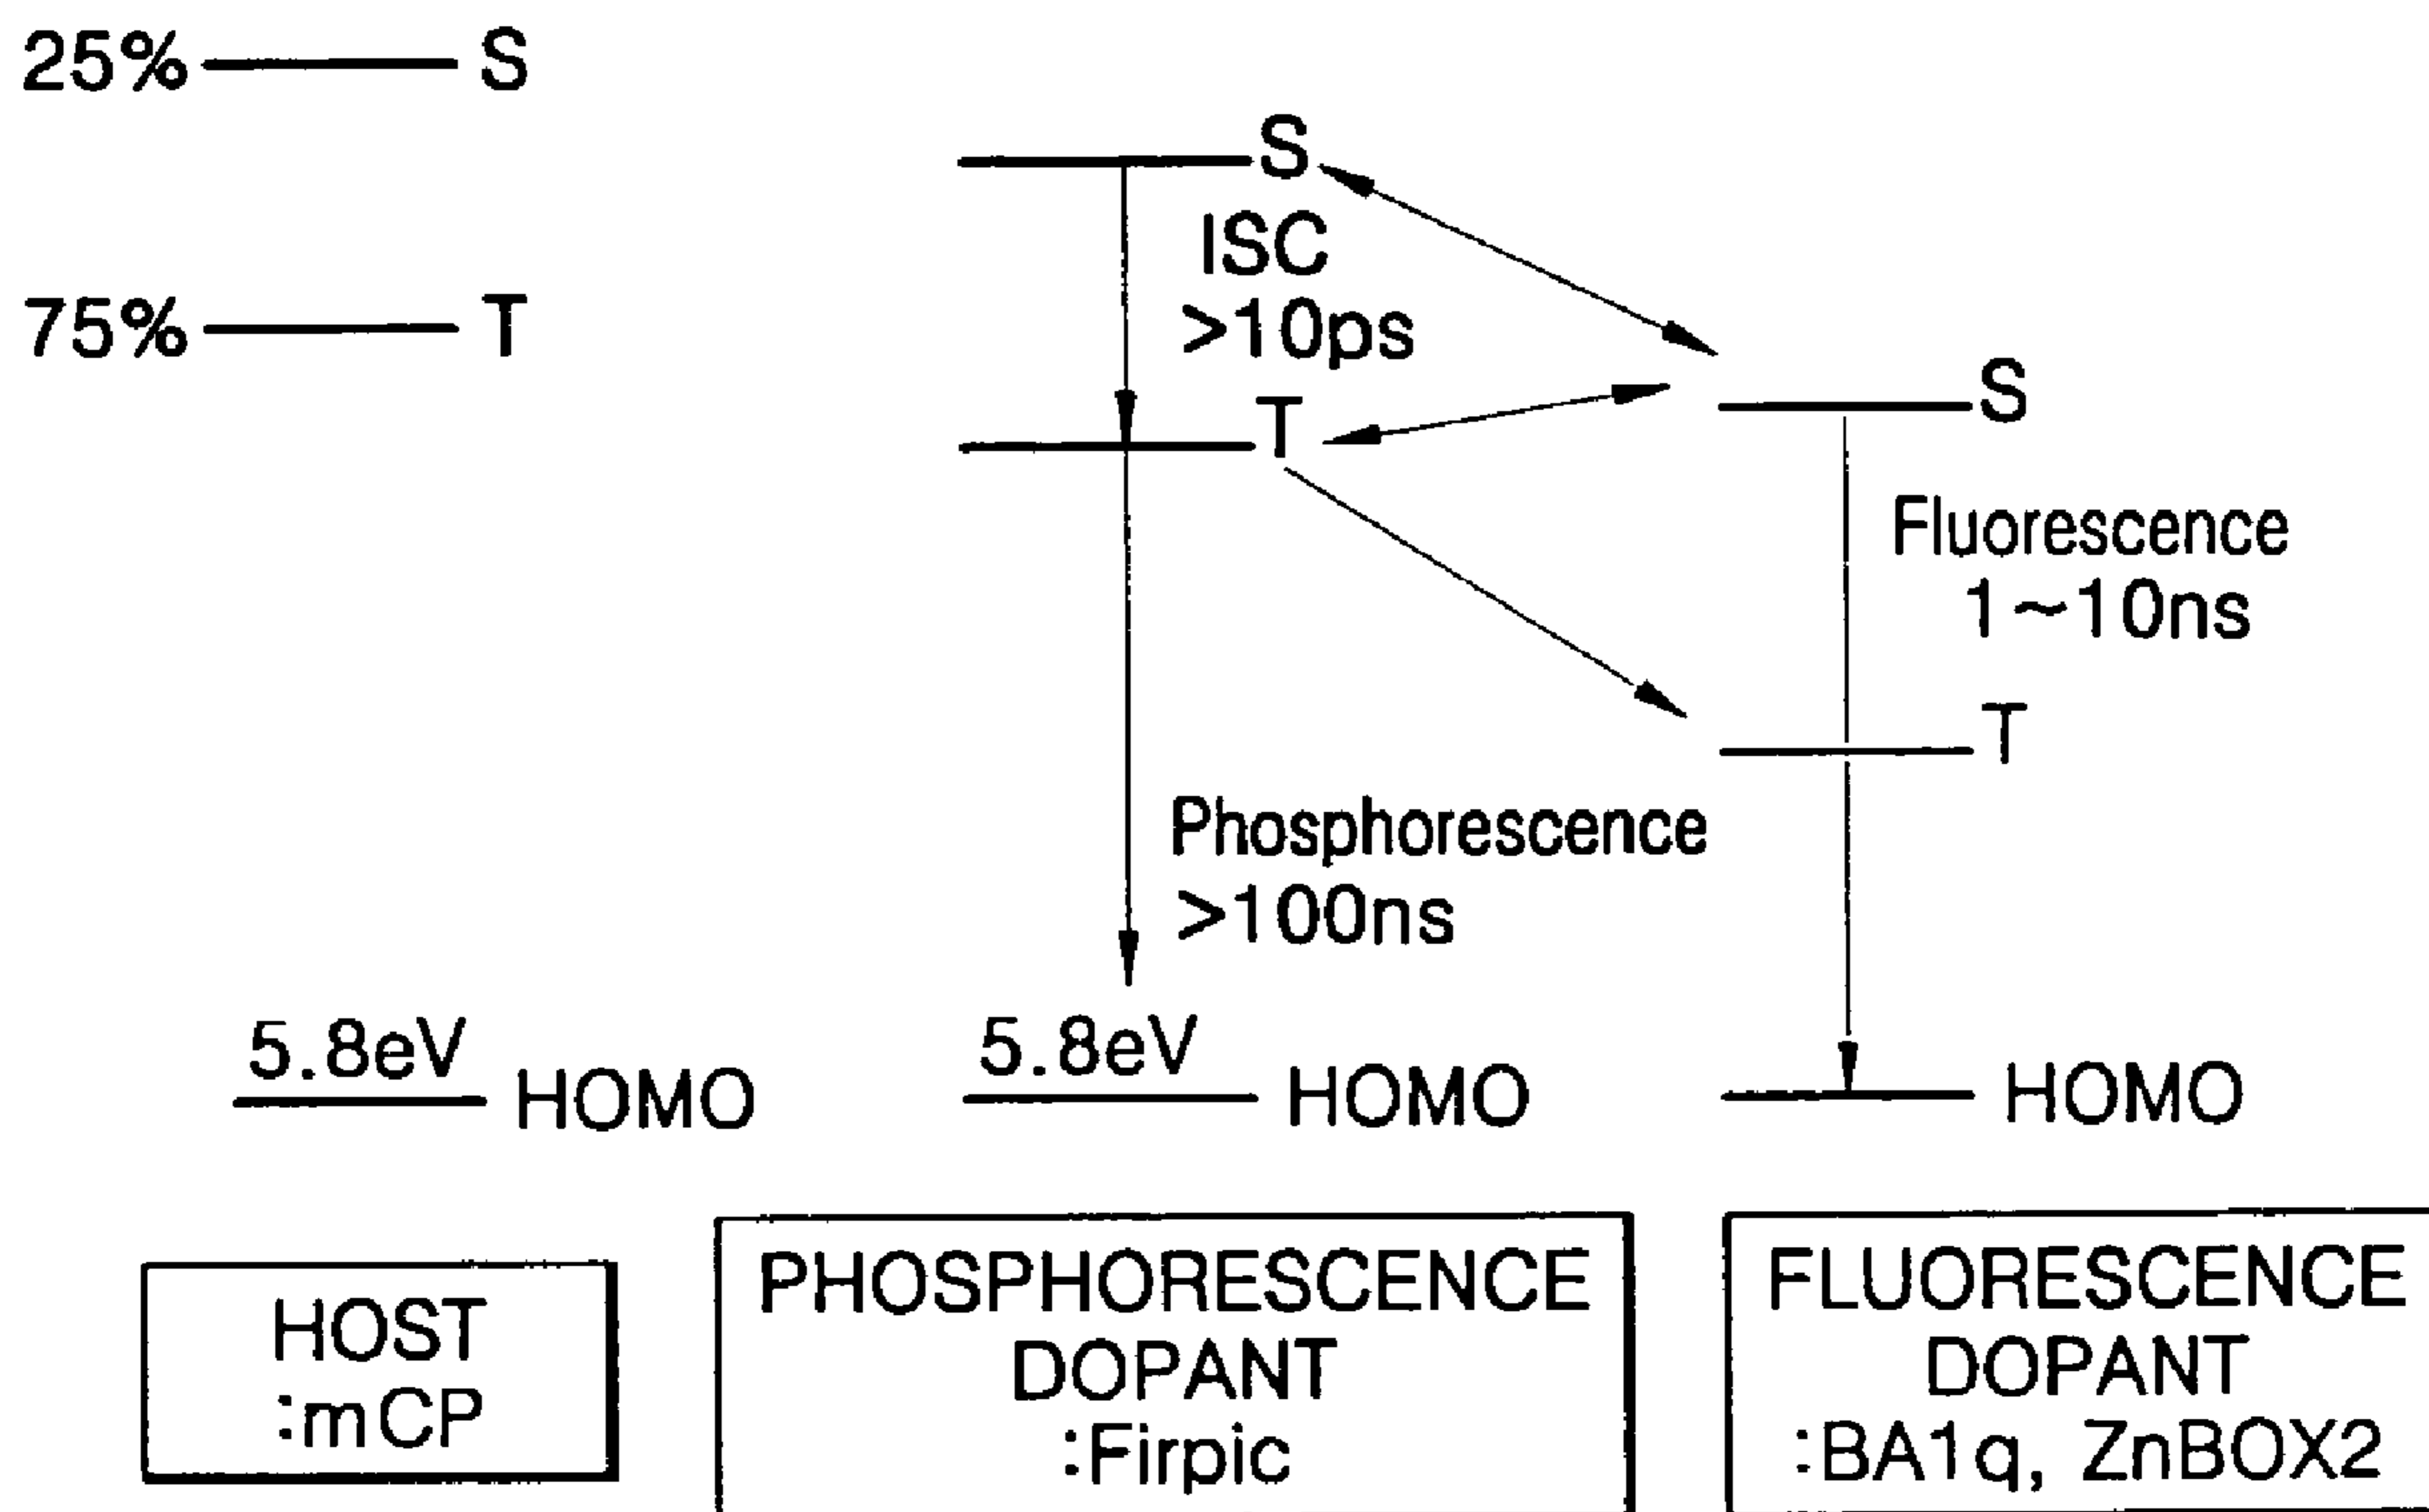 25% S
75% T
S
ISC
>10ps
T
S
Fluorescence
1~10ns
T
Phosphorescence
>100ns
5.8eV
HOMO
5.8eV
HOMO
HOMO
HOST
:mCP
PHOSPHORESCENCE
DOPANT
:Firpic
FLUORESCENCE
DOPANT
:BA1q, ZnBOX2